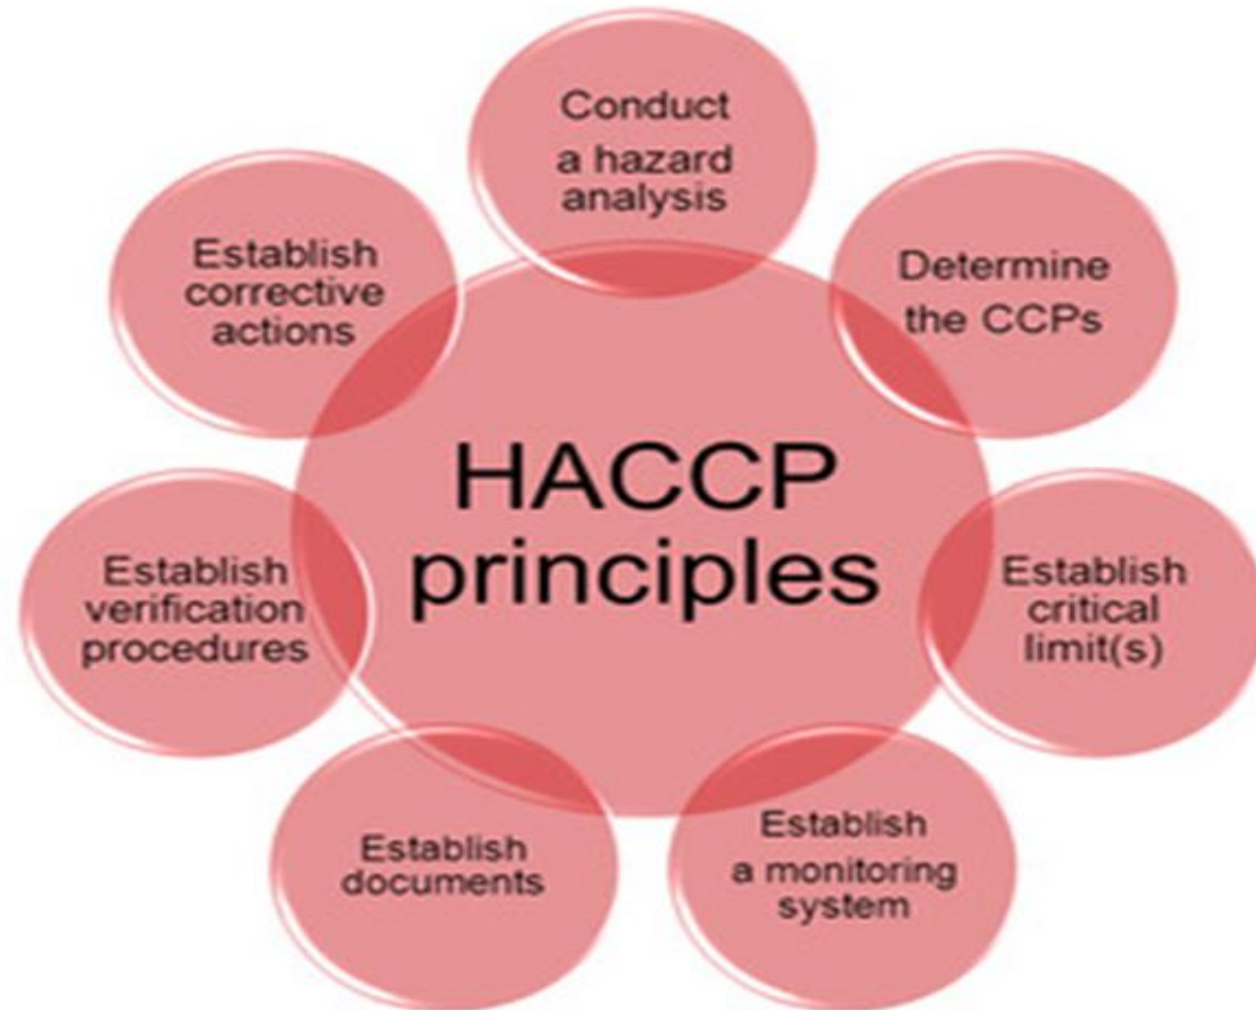 Conduct
a hazard
analysis
Determine
the CCPs
Establish
critical
limit(s)
Establish
a monitoring
system
Establish
documents
Establish
verification
procedures
Establish
corrective
actions
HACCP
principles